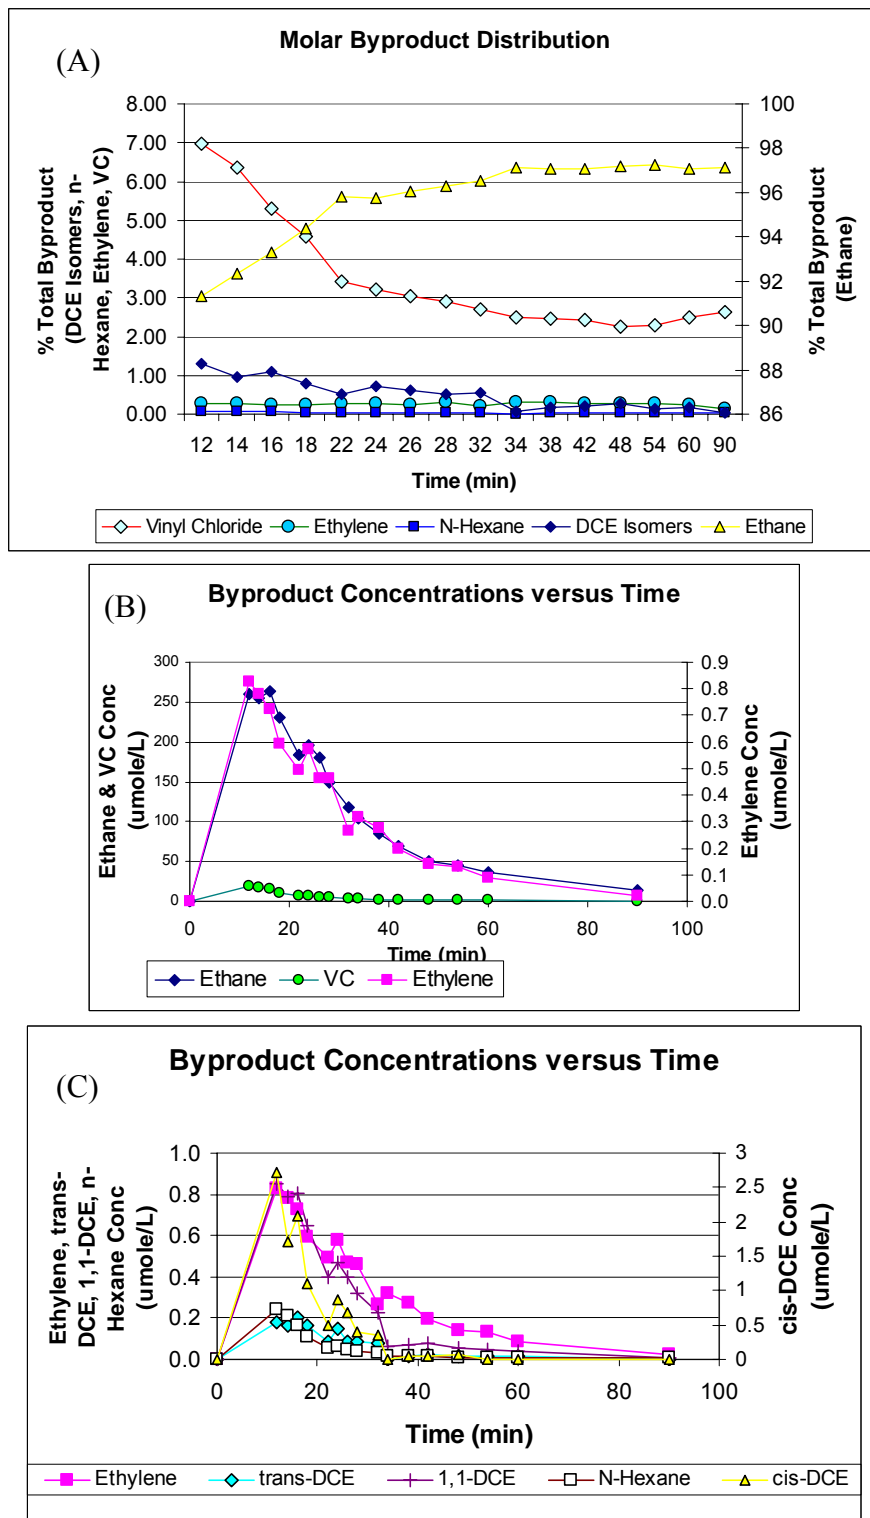 (A)
Molar Byproduct Distribution
% Total Byproduct
(DCE Isomers, n-
Hexane, Ethylene, VC)
8.00
7.00
6.00
5.00
4.00
3.00
2.00
1.00
0.00
100
98
96
94
92
90
88
86
% Total Byproduct
(Ethane)
12 14 16 18 22 24 26 28 32 34 38 42 48 54 60 90
Time (min)
Vinyl Chloride Ethylene N-Hexane DCE Isomers Ethane
(B)
Byproduct Concentrations versus Time
Ethane & VC Conc
(umole/L)
300
250
200
150
100
50
0
0.9
0.8
0.7
0.6
0.5
0.4
0.3
0.2
0.1
0.0
Ethylene Conc
(umole/L)
0 20 40 60 80 100
Time (min)
Ethane VC Ethylene
(C)
Byproduct Concentrations versus Time
Ethylene, trans-
DCE, 1,1-DCE, n-
Hexane Conc
(umole/L)
1.0
0.8
0.6
0.4
0.2
0.0
3
2.5
2
1.5
1
0.5
0
cis-DCE Conc
(umole/L)
0 20 40 60 80 100
Time (min)
Ethylene trans-DCE 1,1-DCE N-Hexane cis-DCE